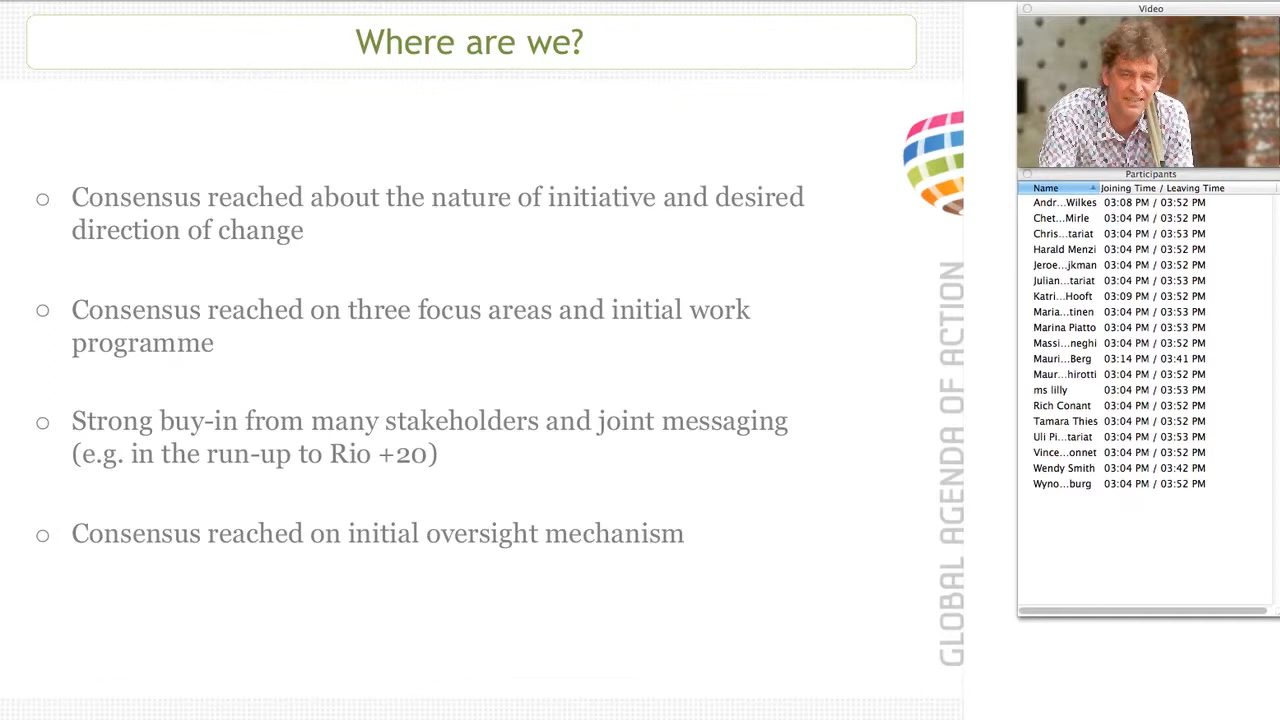 Where are we?
Consensus reached about the nature of initiative and desired
direction of change
Consensus reached on three focus areas and initial work
programme
Strong buy-in from many stakeholders and joint messaging
(e.g. in the run-up to Rio +20)
Consensus reached on initial oversight mechanism
GLOBAL AGENDA OF ACTION
Video
Participants
Name Joining Time / Leaving Time
Andr...Wilkes 03:08 PM / 03:52 PM
Chet...Mirle 03:04 PM / 03:52 PM
Chris...tariat 03:04 PM / 03:53 PM
Harald Menzi 03:04 PM / 03:52 PM
Jeroe...jkman 03:04 PM / 03:52 PM
Julian...tariat 03:04 PM / 03:53 PM
Katri...Hooft 03:09 PM / 03:52 PM
Maria...tinen 03:04 PM / 03:53 PM
Marina Piatto 03:04 PM / 03:53 PM
Massi...neghi 03:04 PM / 03:52 PM
Mauri...Berg 03:14 PM / 03:41 PM
Maur...hirotti 03:04 PM / 03:52 PM
ms lilly 03:04 PM / 03:53 PM
Rich Conant 03:04 PM / 03:52 PM
Tamara Thies 03:04 PM / 03:52 PM
Uli Pi...tariat 03:04 PM / 03:53 PM
Vince...onnet 03:04 PM / 03:52 PM
Wendy Smith 03:04 PM / 03:42 PM
Wyno...burg 03:04 PM / 03:52 PM